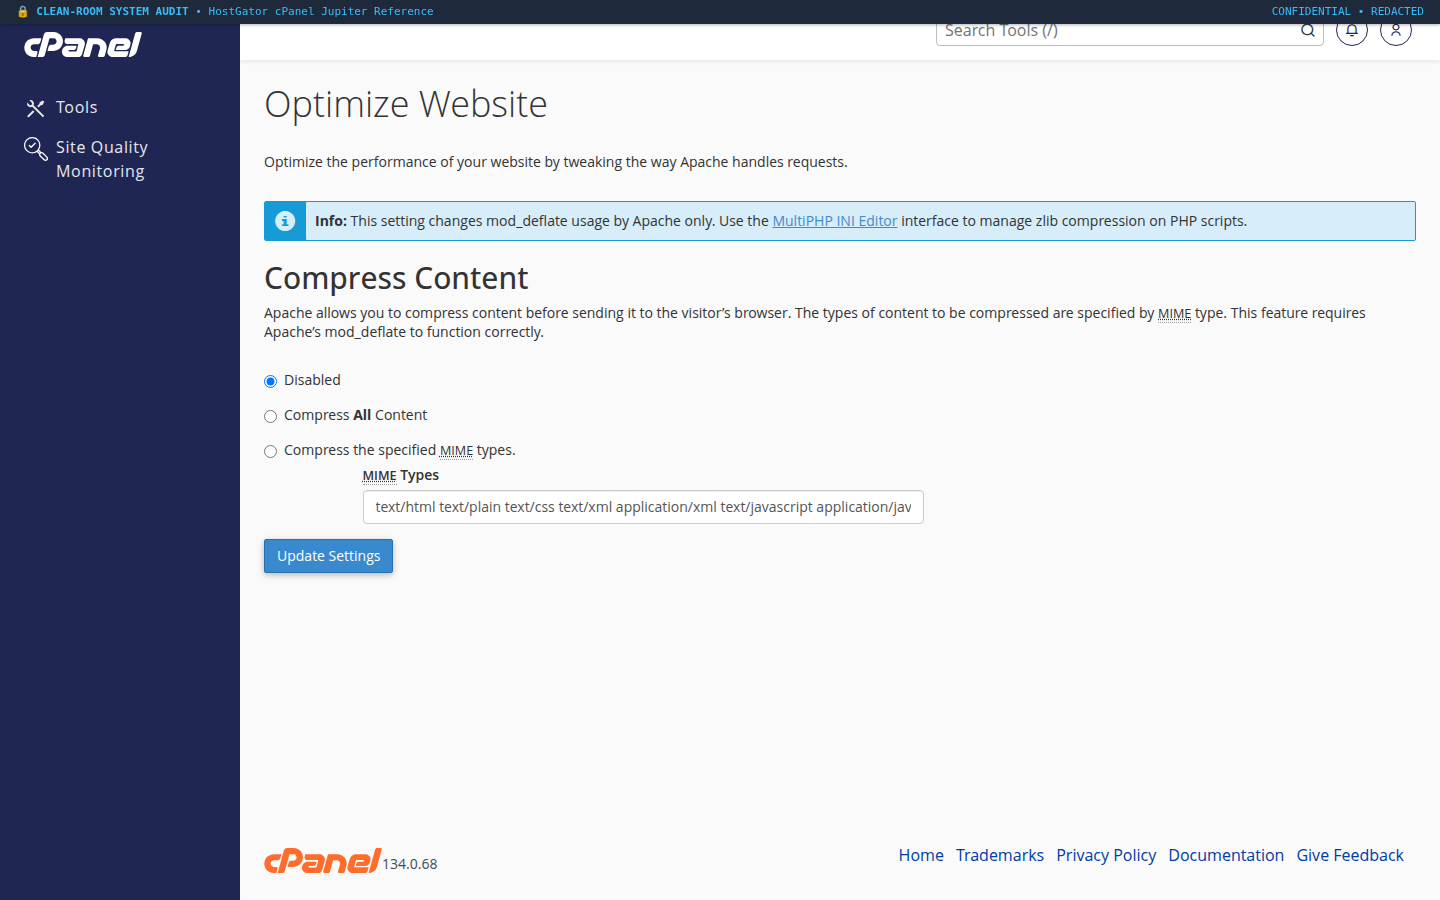 🔒 CLEAN-ROOM SYSTEM AUDIT • HostGator cPanel Jupiter Reference
CONFIDENTIAL • REDACTED
cPanel
Search Tools (/)
Tools
Site Quality
Monitoring
Optimize Website
Optimize the performance of your website by tweaking the way Apache handles requests.
Info: This setting changes mod_deflate usage by Apache only. Use the MultiPHP INI Editor interface to manage zlib compression on PHP scripts.
Compress Content
Apache allows you to compress content before sending it to the visitor’s browser. The types of content to be compressed are specified by MIME type. This feature requires
Apache’s mod_deflate to function correctly.
Disabled
Compress All Content
Compress the specified MIME types.
MIME Types
text/html text/plain text/css text/xml application/xml text/javascript application/jav
Update Settings
cPanel 134.0.68
Home Trademarks Privacy Policy Documentation Give Feedback